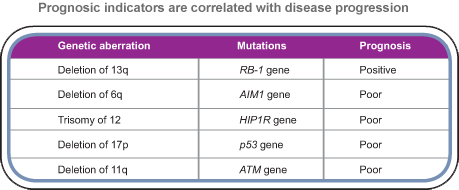 Prognosic indicators are correlated with disease progression
Genetic aberration Mutations Prognosis
Deletion of 13q RB-1 gene Positive
Deletion of 6q AIM1 gene Poor
Trisomy of 12 HIP1R gene Poor
Deletion of 17p p53 gene Poor
Deletion of 11q ATM gene Poor